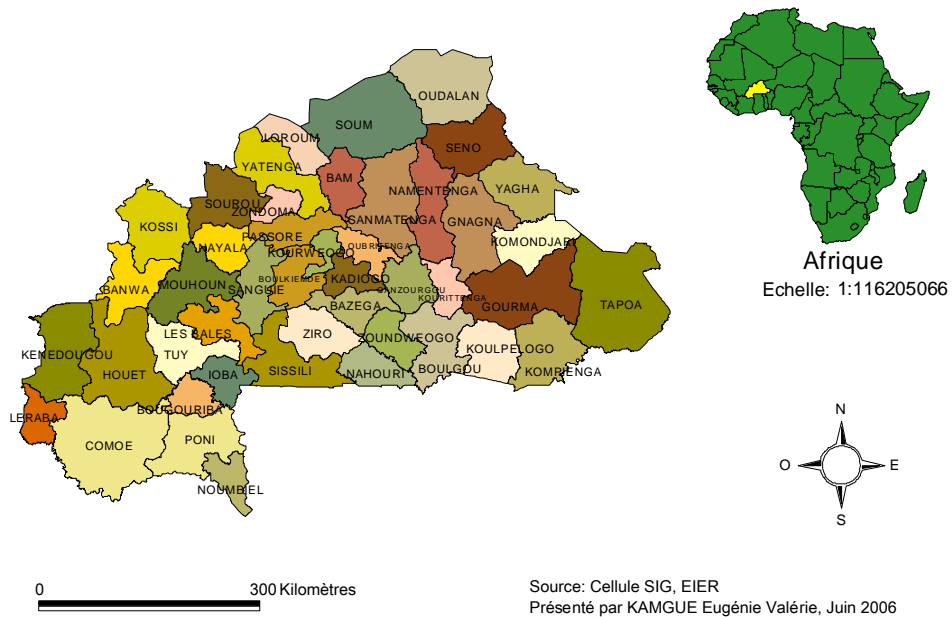 OUDALAN
SOUM
LOROUM
SENO
YATENGA
BAM
NAMENTENGA
YAGHA
SOUROU
ZONDOMA
SANMATENGA
GNAGNA
KOSSI
PASSORE
NAYALA
KOURWEOGO
OUBRITENGA
KOMONDJARI
BANWA
MOUHOUN
SANGUIE
BOULKIEMDE
KADIOGO
GANZOURGOU
KOURITTENGA
GOURMA
TAPOA
BAZEGA
LES BALES
ZIRO
ZOUNDWEOGO
KENEDOUGOU
TUY
KOULPELOGO
HOUET
IOBA
SISSILI
NAHOURI
BOULGOU
KOMPIENGA
LERABA
BOUGOURIBA
COMOE
PONI
NOUMBIEL
Afrique
Echelle: 1:116205066
N
O
E
S
0
300 Kilomètres
Source: Cellule SIG, EIER
Présenté par KAMGUE Eugénie Valérie, Juin 2006